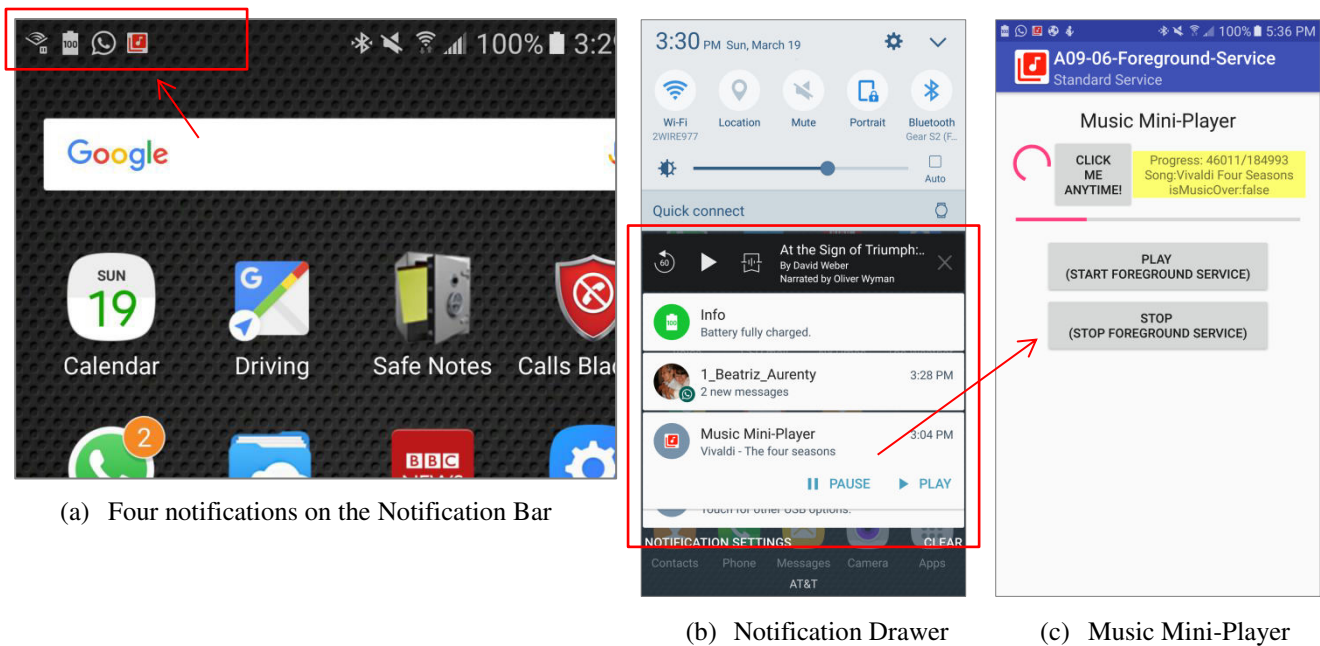 100% 3:29
Google
SUN
19
G
Calendar
Driving
Safe Notes
Calls Bla
2
BBC
NEWS
(a) Four notifications on the Notification Bar
3:30 PM Sun, March 19
Wi-Fi
2WIRE977
Location
Mute
Portrait
Bluetooth
Gear S2 (F...
Auto
Quick connect
60
At the Sign of Triumph:..
By David Weber
Narrated by Oliver Wyman
100
Info
Battery fully charged.
1_Beatriz_Aurenty 3:28 PM
2 new messages
Music Mini-Player 3:04 PM
Vivaldi - The four seasons
PAUSE PLAY
Touch for other USB options.
NOTIFICATION SETTINGS CLEAR
Contacts Phone Messages Camera Apps
AT&T
(b) Notification Drawer
100% 5:36 PM
A09-06-Foreground-Service
Standard Service
Music Mini-Player
CLICK
ME
ANYTIME!
Progress: 46011/184993
Song:Vivaldi Four Seasons
isMusicOver:false
PLAY
(START FOREGROUND SERVICE)
STOP
(STOP FOREGROUND SERVICE)
(c) Music Mini-Player